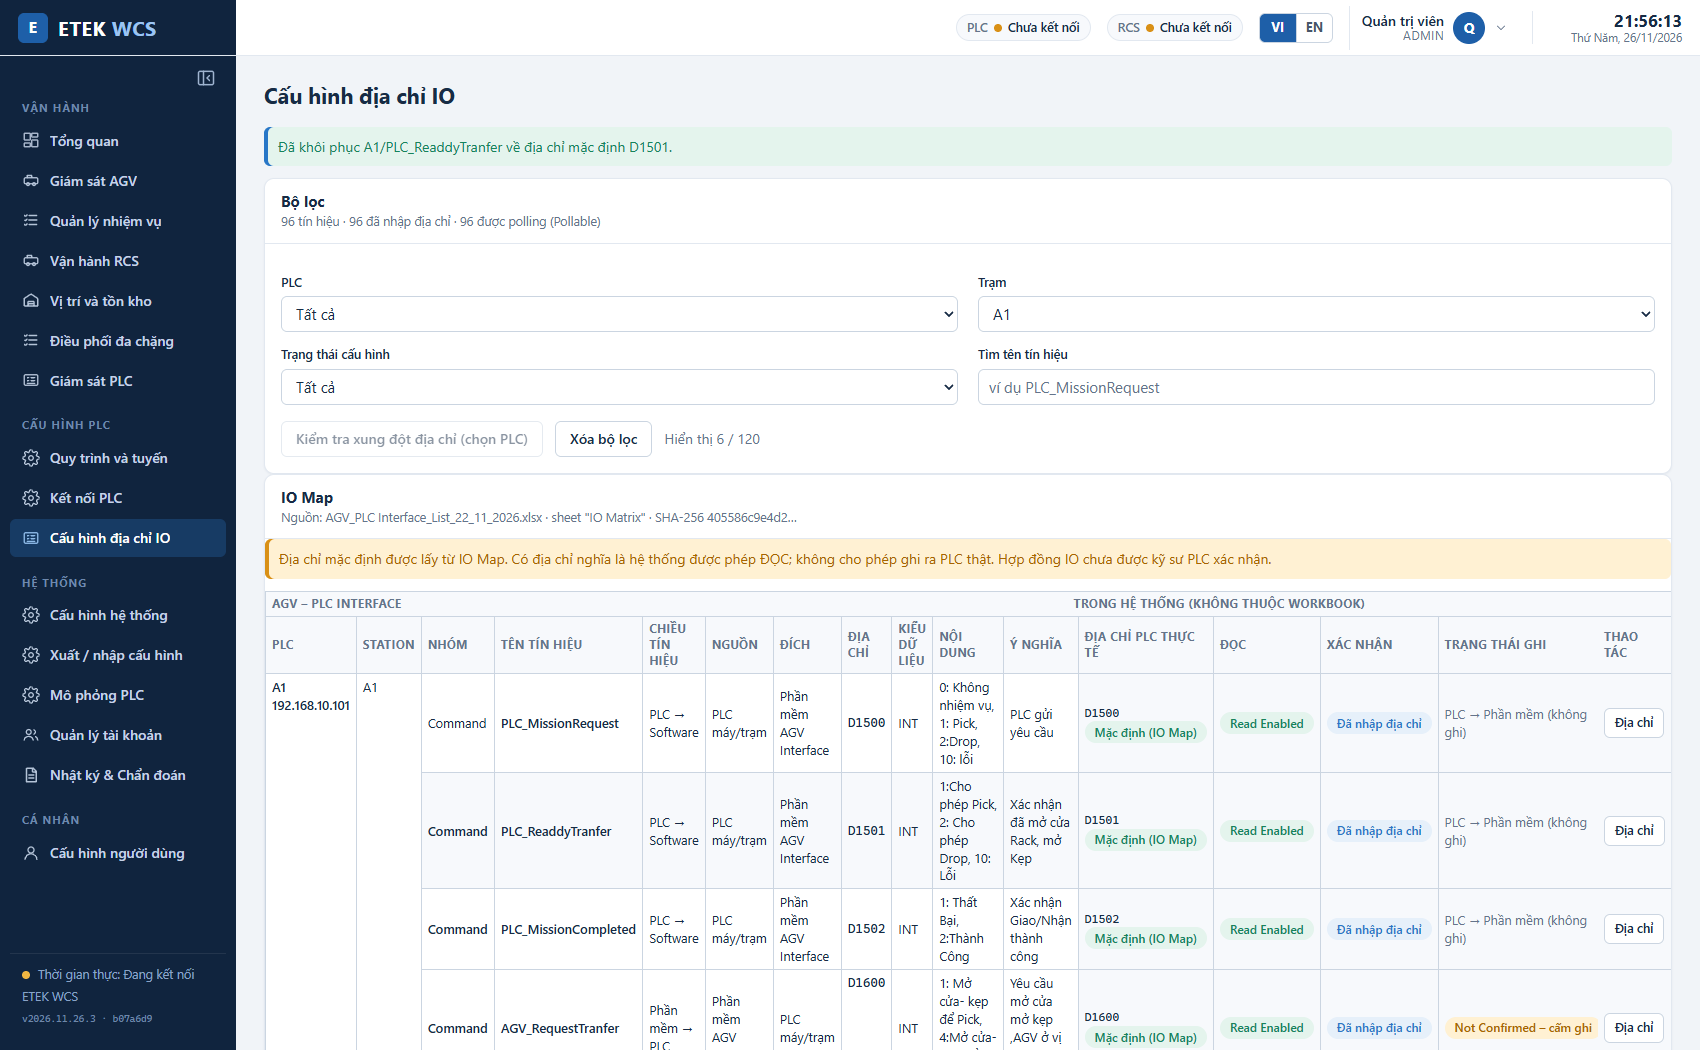 E ETEK WCS
PLC Chưa kết nối RCS Chưa kết nối VI EN Quản trị viên ADMIN Q 21:56:13 Thứ Năm, 26/11/2026
VẬN HÀNH
Tổng quan
Giám sát AGV
Quản lý nhiệm vụ
Vận hành RCS
Vị trí và tồn kho
Điều phối đa chặng
Giám sát PLC
CẤU HÌNH PLC
Quy trình và tuyến
Kết nối PLC
Cấu hình địa chỉ IO
HỆ THỐNG
Cấu hình hệ thống
Xuất / nhập cấu hình
Mô phỏng PLC
Quản lý tài khoản
Nhật ký & Chẩn đoán
CÁ NHÂN
Cấu hình người dùng
Thời gian thực: Đang kết nối
ETEK WCS
v2026.11.26.3 · b07a6d9
Cấu hình địa chỉ IO
Đã khôi phục A1/PLC_ReaddyTranfer về địa chỉ mặc định D1501.
Bộ lọc
96 tín hiệu · 96 đã nhập địa chỉ · 96 được polling (Pollable)
PLC
Tất cả
Trạm
A1
Trạng thái cấu hình
Tất cả
Tìm tên tín hiệu
ví dụ PLC_MissionRequest
Kiểm tra xung đột địa chỉ (chọn PLC) Xóa bộ lọc Hiển thị 6 / 120
IO Map
Nguồn: AGV_PLC Interface_List_22_11_2026.xlsx · sheet "IO Matrix" · SHA-256 405586c9e4d2...
Địa chỉ mặc định được lấy từ IO Map. Có địa chỉ nghĩa là hệ thống được phép ĐỌC; không cho phép ghi ra PLC thật. Hợp đồng IO chưa được kỹ sư PLC xác nhận.
AGV – PLC INTERFACE TRONG HỆ THỐNG (KHÔNG THUỘC WORKBOOK)
PLC STATION NHÓM TÊN TÍN HIỆU CHIỀU TÍN HIỆU NGUỒN ĐÍCH ĐỊA CHỈ KIỂU DỮ LIỆU NỘI DUNG Ý NGHĨA ĐỊA CHỈ PLC THỰC TẾ ĐỌC XÁC NHẬN TRẠNG THÁI GHI THAO TÁC
A1 192.168.10.101 A1 Command PLC_MissionRequest PLC → Software PLC máy/trạm Phần mềm AGV Interface D1500 INT 0: Không nhiệm vụ, 1: Pick, 2:Drop, 10: lỗi PLC gửi yêu cầu D1500 Mặc định (IO Map) Read Enabled Đã nhập địa chỉ PLC → Phần mềm (không ghi) Địa chỉ
Command PLC_ReaddyTranfer PLC → Software PLC máy/trạm Phần mềm AGV Interface D1501 INT 1:Cho phép Pick, 2: Cho phép Drop, 10: Lỗi Xác nhận đã mở cửa Rack, mở Kẹp D1501 Mặc định (IO Map) Read Enabled Đã nhập địa chỉ PLC → Phần mềm (không ghi) Địa chỉ
Command PLC_MissionCompleted PLC → Software PLC máy/trạm Phần mềm AGV Interface D1502 INT 1: Thất Bại, 2:Thành Công Xác nhận Giao/Nhận thành công D1502 Mặc định (IO Map) Read Enabled Đã nhập địa chỉ PLC → Phần mềm (không ghi) Địa chỉ
Command AGV_RequestTranfer Phần mềm → PLC Phần mềm AGV PLC máy/trạm D1600 INT 1: Mở cửa- kẹp để Pick, 4:Mở cửa- Yêu cầu mở cửa mở kẹp ,AGV ở vị D1600 Mặc định (IO Map) Read Enabled Đã nhập địa chỉ Not Confirmed – cấm ghi Địa chỉ